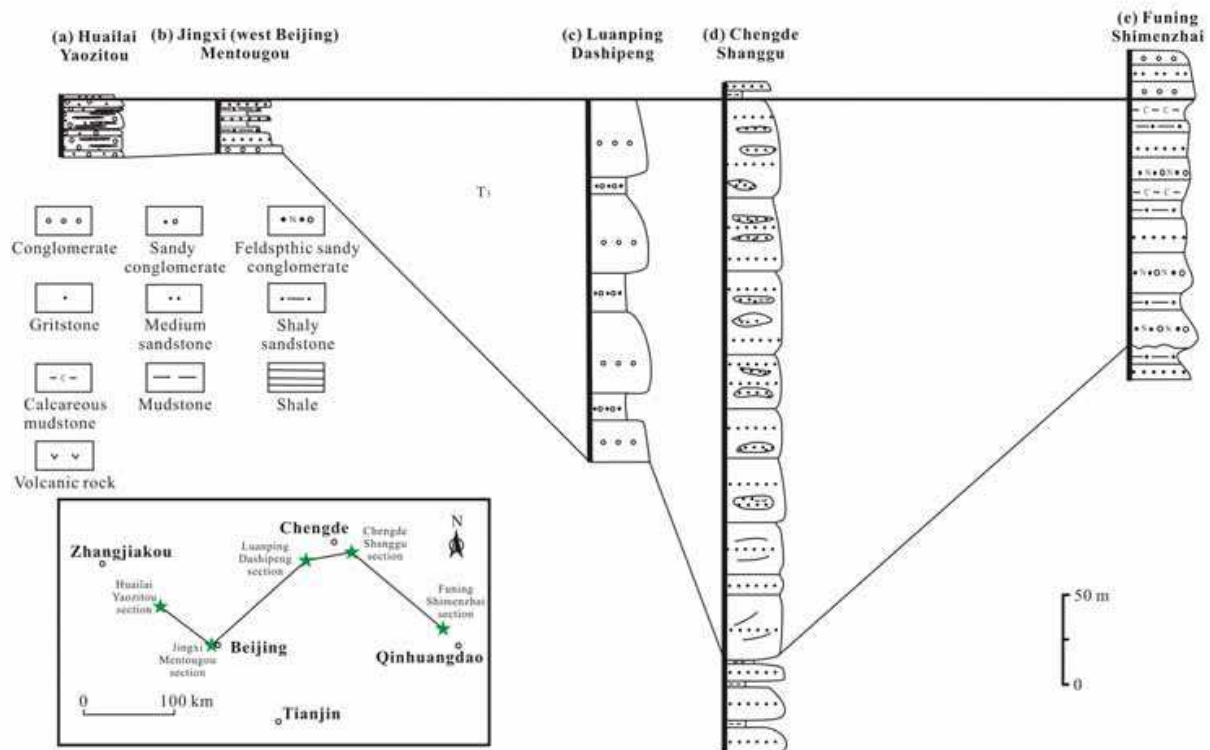 (a) Huailai
Yaozitou
(b) Jingxi (west Beijing)
Mentougou
(c) Luanping
Dashipeng
(d) Chengde
Shanggu
(e) Funing
Shimenzhai
T₃
Conglomerate
Sandy
conglomerate
Feldspthic sandy
conglomerate
Gritstone
Medium
sandstone
Shaly
sandstone
Calcareous
mudstone
Mudstone
Shale
Volcanic rock
Zhangjiakou
Chengde
Luanping
Dashipeng
section
Chengde
Shanggu
section
N
Huailai
Yaozitou
section
Funing
Shimenzhai
section
Jingxi
Mentougou
section
Beijing
Qinhuangdao
0 100 km
Tianjin
50 m
0